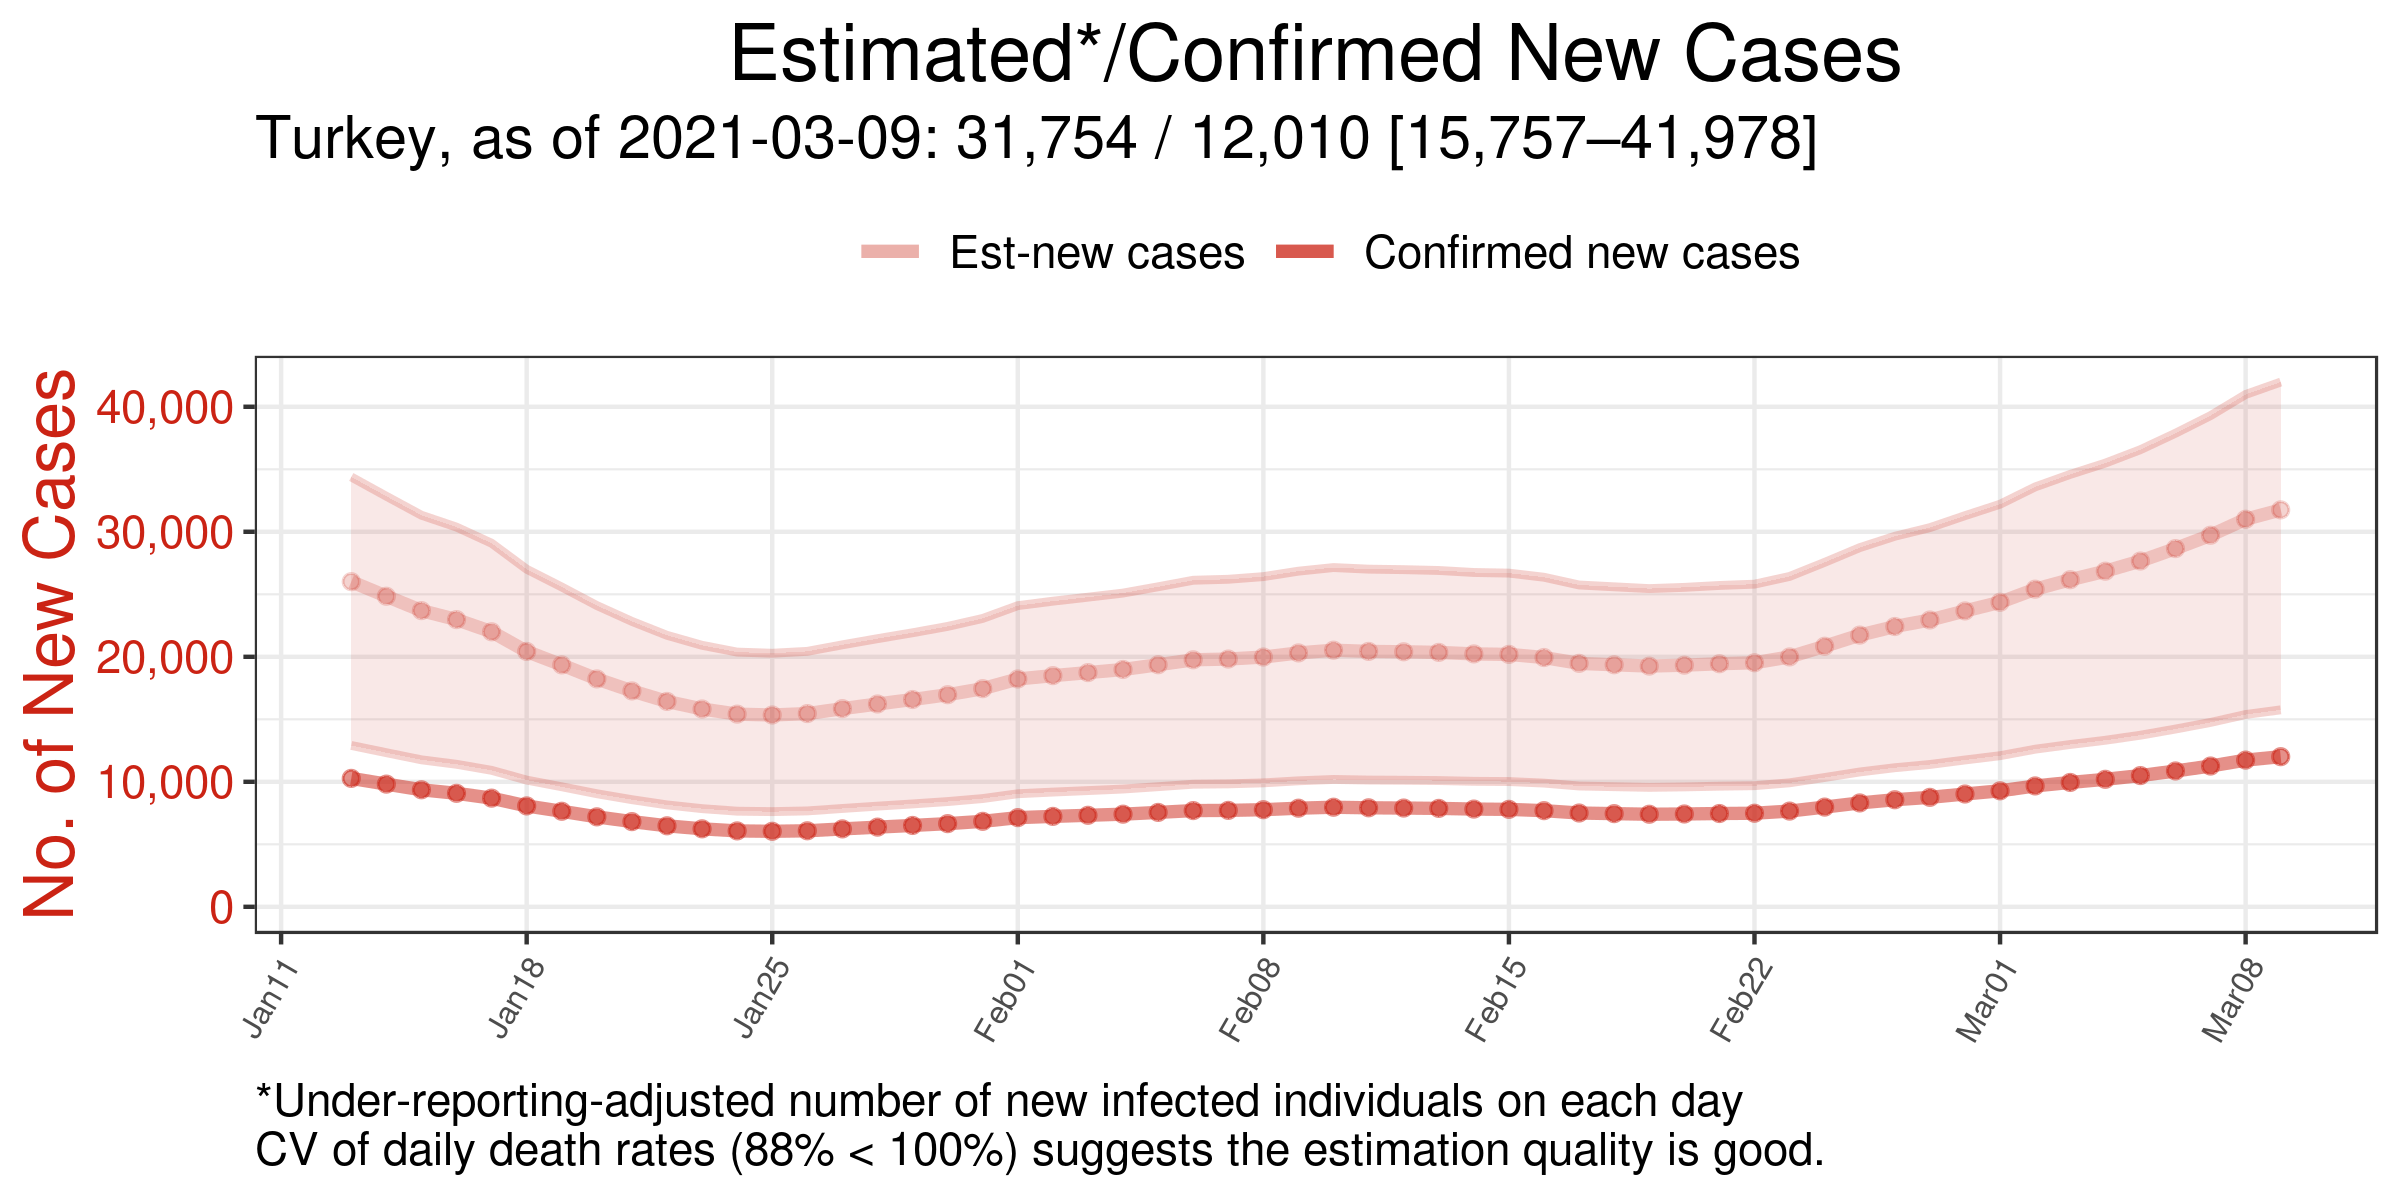 Estimated*/Confirmed New Cases
Turkey, as of 2021-03-09: 31,754 / 12,010 [15,757–41,978]
Est-new cases
Confirmed new cases
No. of New Cases
40,000
30,000
20,000
10,000
0
Jan11
Jan18
Jan25
Feb01
Feb08
Feb15
Feb22
Mar01
Mar08
*Under-reporting-adjusted number of new infected individuals on each day
CV of daily death rates (88% < 100%) suggests the estimation quality is good.